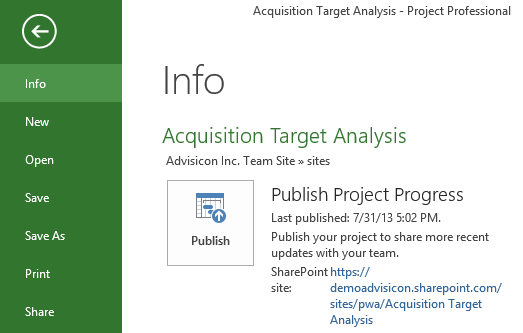 Acquisition Target Analysis - Project Professional
Info
New
Open
Save
Save As
Print
Share
Info
Acquisition Target Analysis
Advisicon Inc. Team Site » sites
Publish
Publish Project Progress
Last published: 7/31/13 5:02 PM.
Publish your project to share more recent
updates with your team.
SharePoint https://
site: demoadvisicon.sharepoint.com/
sites/pwa/Acquisition Target
Analysis